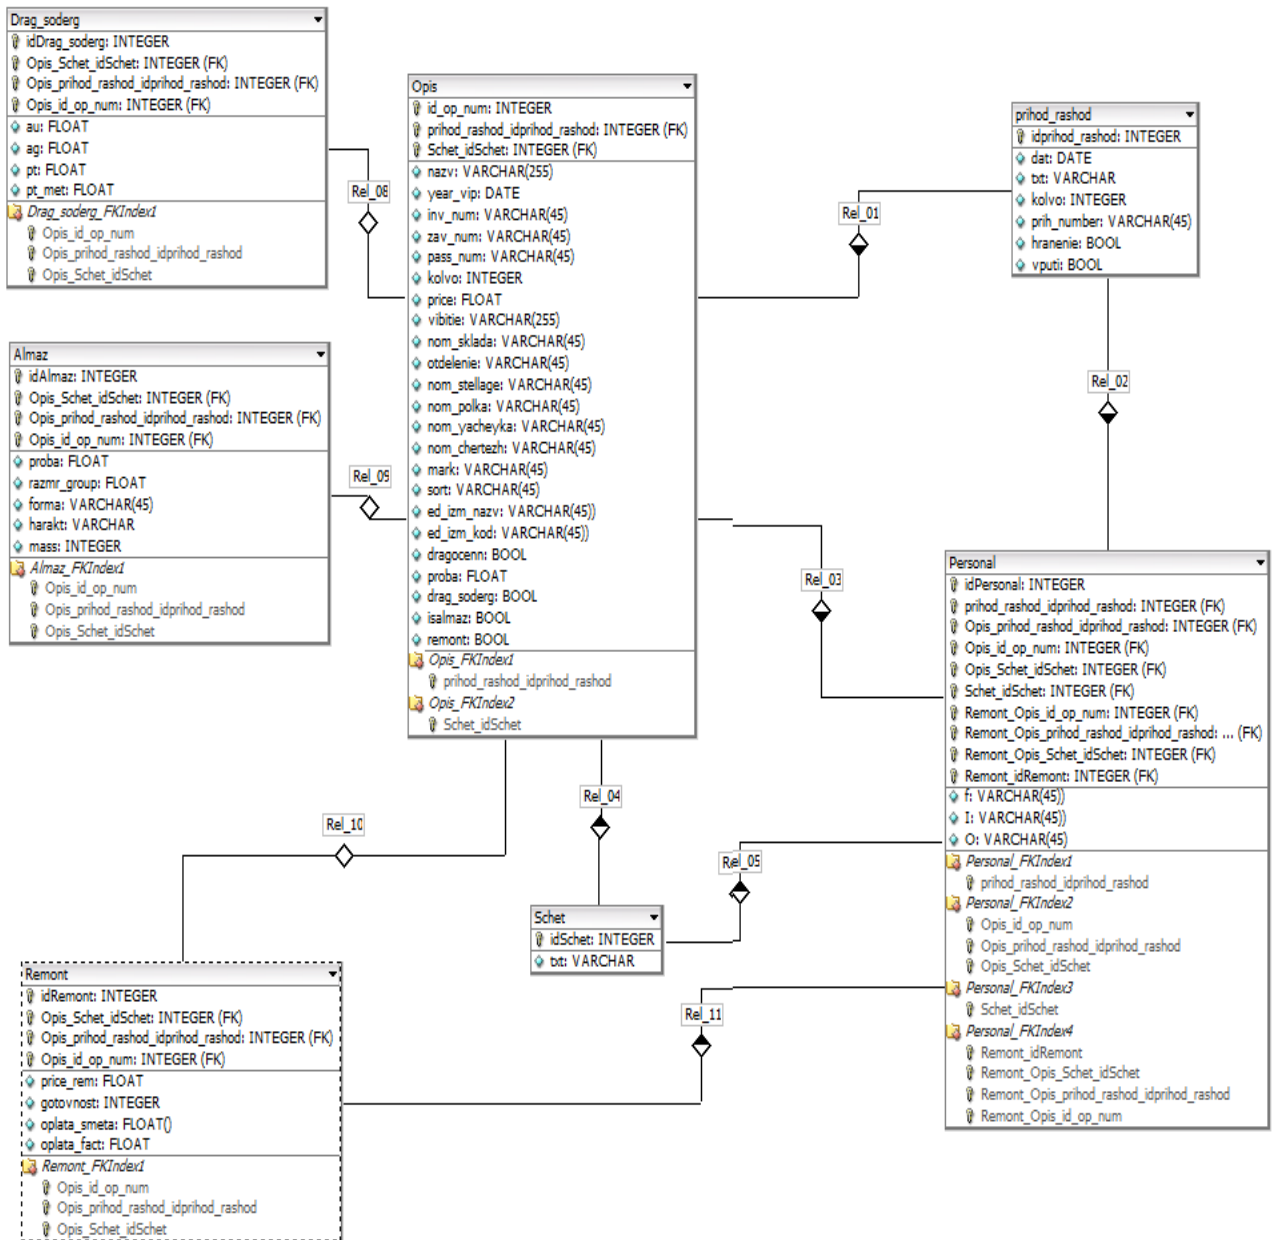 Drag_soderg
idDrag_soderg: INTEGER
Opis_Schet_idSchet: INTEGER (FK)
Opis_prihod_rashod_idprihod_rashod: INTEGER (FK)
Opis_id_op_num: INTEGER (FK)
au: FLOAT
ag: FLOAT
pt: FLOAT
pt_met: FLOAT
Drag_soderg_FKIndex1
Opis_id_op_num
Opis_prihod_rashod_idprihod_rashod
Opis_Schet_idSchet
Rel_08
Opis
id_op_num: INTEGER
prihod_rashod_idprihod_rashod: INTEGER (FK)
Schet_idSchet: INTEGER (FK)
nazv: VARCHAR(255)
year_vip: DATE
inv_num: VARCHAR(45)
zav_num: VARCHAR(45)
pass_num: VARCHAR(45)
kolvo: INTEGER
price: FLOAT
vibitie: VARCHAR(255)
nom_sklada: VARCHAR(45)
otdelenie: VARCHAR(45)
nom_stellage: VARCHAR(45)
nom_polka: VARCHAR(45)
nom_yacheyka: VARCHAR(45)
nom_chertezh: VARCHAR(45)
mark: VARCHAR(45)
sort: VARCHAR(45)
ed_izm_nazv: VARCHAR(45))
ed_izm_kod: VARCHAR(45))
dragocenn: BOOL
proba: FLOAT
drag_soderg: BOOL
isalmaz: BOOL
remont: BOOL
Opis_FKIndex1
prihod_rashod_idprihod_rashod
Opis_FKIndex2
Schet_idSchet
Rel_01
prihod_rashod
idprihod_rashod: INTEGER
dat: DATE
txt: VARCHAR
kolvo: INTEGER
prih_number: VARCHAR(45)
hranenie: BOOL
vputi: BOOL
Rel_02
Almaz
idAlmaz: INTEGER
Opis_Schet_idSchet: INTEGER (FK)
Opis_prihod_rashod_idprihod_rashod: INTEGER (FK)
Opis_id_op_num: INTEGER (FK)
proba: FLOAT
razmr_group: FLOAT
forma: VARCHAR(45)
harakt: VARCHAR
mass: INTEGER
Almaz_FKIndex1
Opis_id_op_num
Opis_prihod_rashod_idprihod_rashod
Opis_Schet_idSchet
Rel_09
Rel_03
Personal
idPersonal: INTEGER
prihod_rashod_idprihod_rashod: INTEGER (FK)
Opis_prihod_rashod_idprihod_rashod: INTEGER (FK)
Opis_id_op_num: INTEGER (FK)
Opis_Schet_idSchet: INTEGER (FK)
Schet_idSchet: INTEGER (FK)
Remont_Opis_id_op_num: INTEGER (FK)
Remont_Opis_prihod_rashod_idprihod_rashod: ... (FK)
Remont_Opis_Schet_idSchet: INTEGER (FK)
Remont_idRemont: INTEGER (FK)
f: VARCHAR(45))
I: VARCHAR(45))
O: VARCHAR(45)
Personal_FKIndex1
prihod_rashod_idprihod_rashod
Personal_FKIndex2
Opis_id_op_num
Opis_prihod_rashod_idprihod_rashod
Opis_Schet_idSchet
Personal_FKIndex3
Schet_idSchet
Personal_FKIndex4
Remont_idRemont
Remont_Opis_Schet_idSchet
Remont_Opis_prihod_rashod_idprihod_rashod
Remont_Opis_id_op_num
Rel_04
Rel_10
Rel_05
Schet
idSchet: INTEGER
txt: VARCHAR
Rel_11
Remont
idRemont: INTEGER
Opis_Schet_idSchet: INTEGER (FK)
Opis_prihod_rashod_idprihod_rashod: INTEGER (FK)
Opis_id_op_num: INTEGER (FK)
price_rem: FLOAT
gotovnost: INTEGER
oplata_smeta: FLOAT()
oplata_fact: FLOAT
Remont_FKIndex1
Opis_id_op_num
Opis_prihod_rashod_idprihod_rashod
Opis_Schet_idSchet